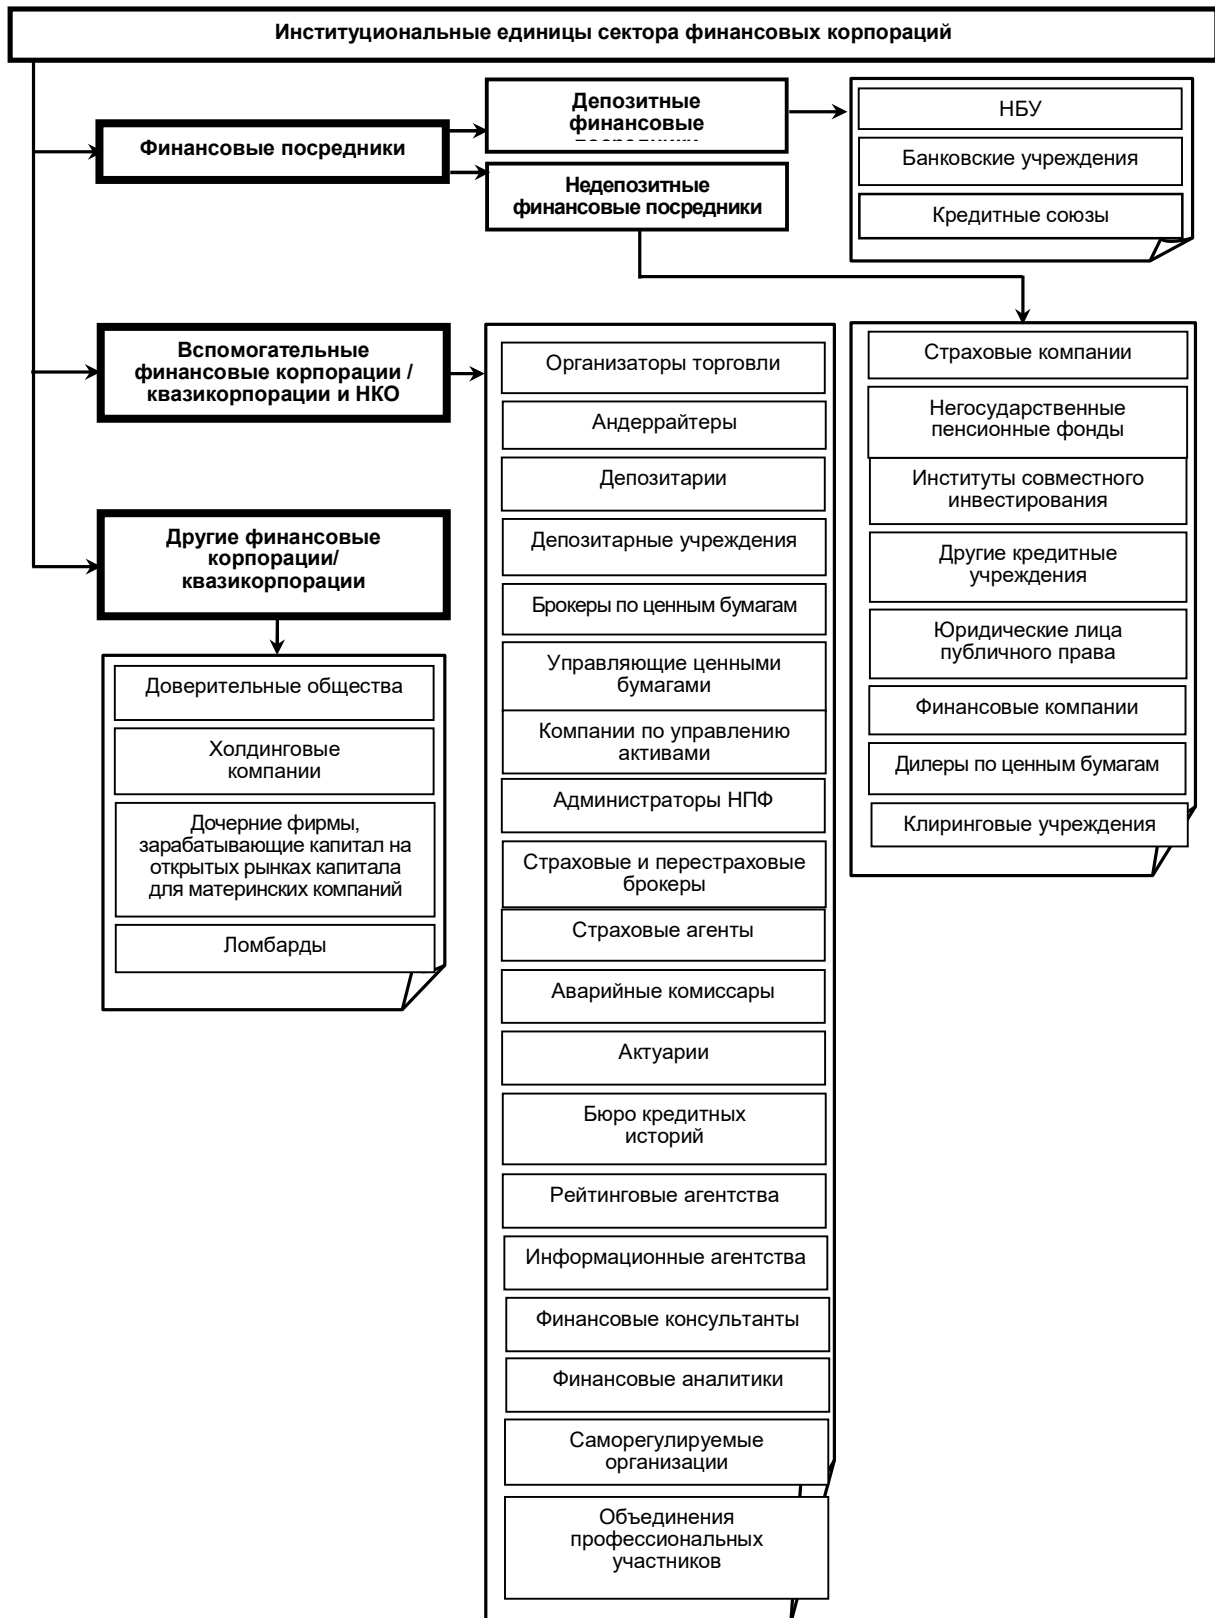 Институциональные единицы сектора финансовых корпораций
Финансовые посредники
Депозитные
финансовые
посредники
Недепозитные
финансовые посредники
НБУ
Банковские учреждения
Кредитные союзы
Вспомогательные
финансовые корпорации /
квазикорпорации и НКО
Другие финансовые
корпорации/
квазикорпорации
Доверительные общества
Холдинговые
компании
Дочерние фирмы,
зарабатывающие капитал на
открытых рынках капитала
для материнских компаний
Ломбарды
Организаторы торговли
Андеррайтеры
Депозитарии
Депозитарные учреждения
Брокеры по ценным бумагам
Управляющие ценными
бумагами
Компании по управлению
активами
Администраторы НПФ
Страховые и перестраховые
брокеры
Страховые агенты
Аварийные комиссары
Актуарии
Бюро кредитных
историй
Рейтинговые агентства
Информационные агентства
Финансовые консультанты
Финансовые аналитики
Саморегулируемые
организации
Объединения
профессиональных
участников
Страховые компании
Негосударственные
пенсионные фонды
Институты совместного
инвестирования
Другие кредитные
учреждения
Юридические лица
публичного права
Финансовые компании
Дилеры по ценным бумагам
Клиринговые учреждения